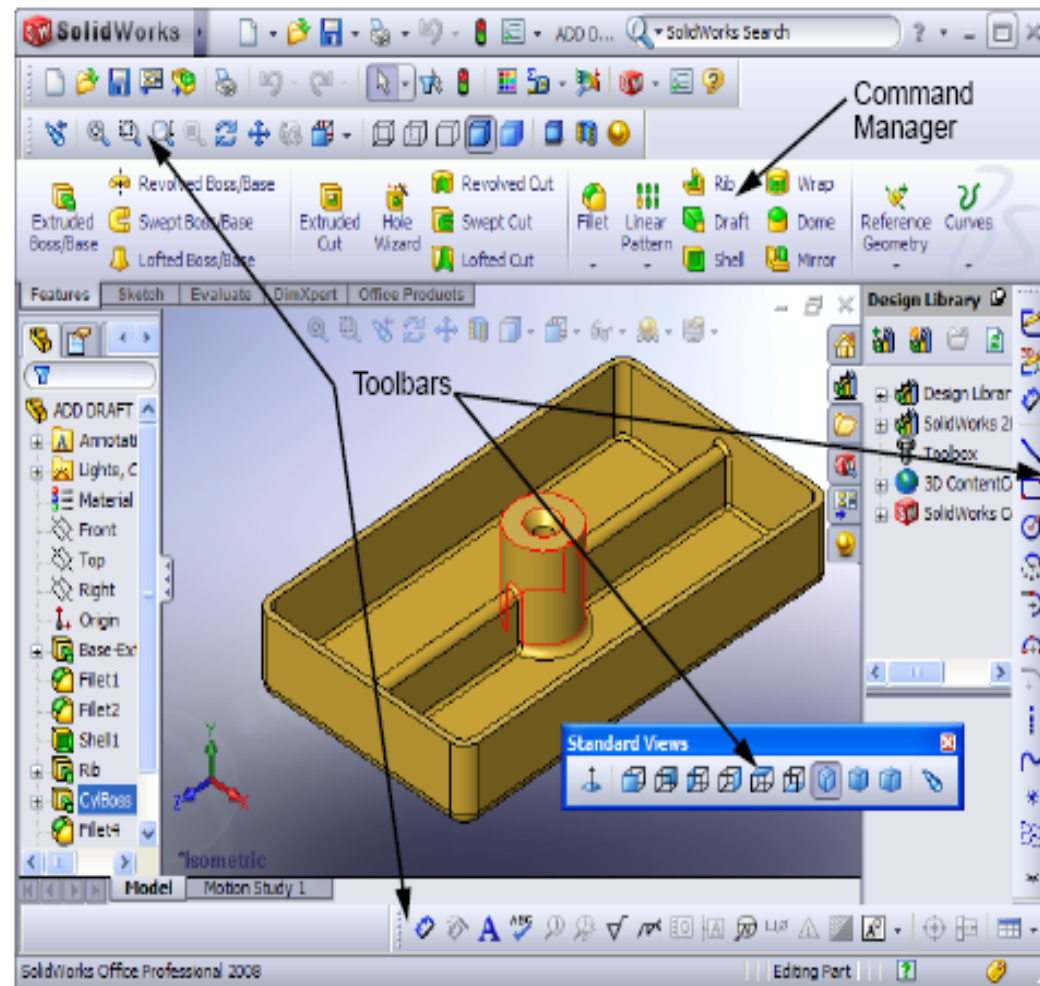 SolidWorks ADD D... SolidWorks Search ?
Command
Manager
Extruded
Boss/Base
Revolved Boss/Base
Swept Boss/Base
Lofted Boss/Base
Extruded
Cut
Hole
Wizard
Revolved Cut
Swept Cut
Lofted Cut
Fillet
Linear
Pattern
Rib
Draft
Shell
Wrap
Dome
Mirror
Reference
Geometry
Curves
Features Sketch Evaluate DimXpert Office Products
Design Library
Toolbars
ADD DRAFT
Annotati
Lights, C
Material
Front
Top
Right
Origin
Base-Ext
Fillet1
Fillet2
Shell1
Rib
CylBoss
Fillet4
Design Librar
SolidWorks 2
Toolbox
3D ContentC
SolidWorks C
Standard Views
Y
Z
X
*Isometric
Model Motion Study 1
A ABC
SolidWorks Office Professional 2008 Editing Part